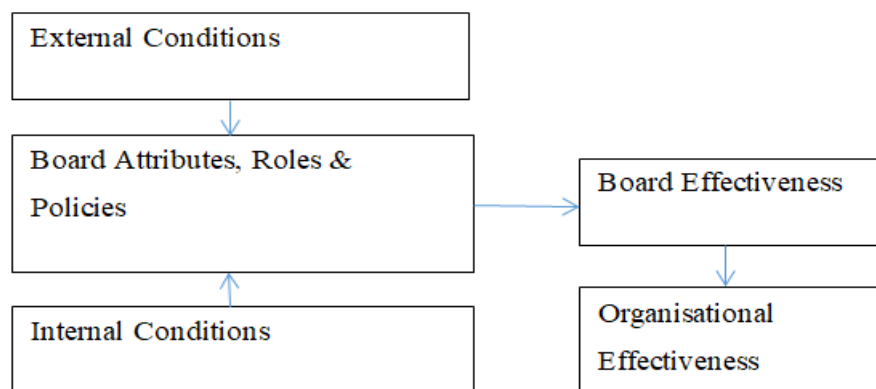 External Conditions
Board Attributes, Roles &
Policies
Board Effectiveness
Internal Conditions
Organisational
Effectiveness